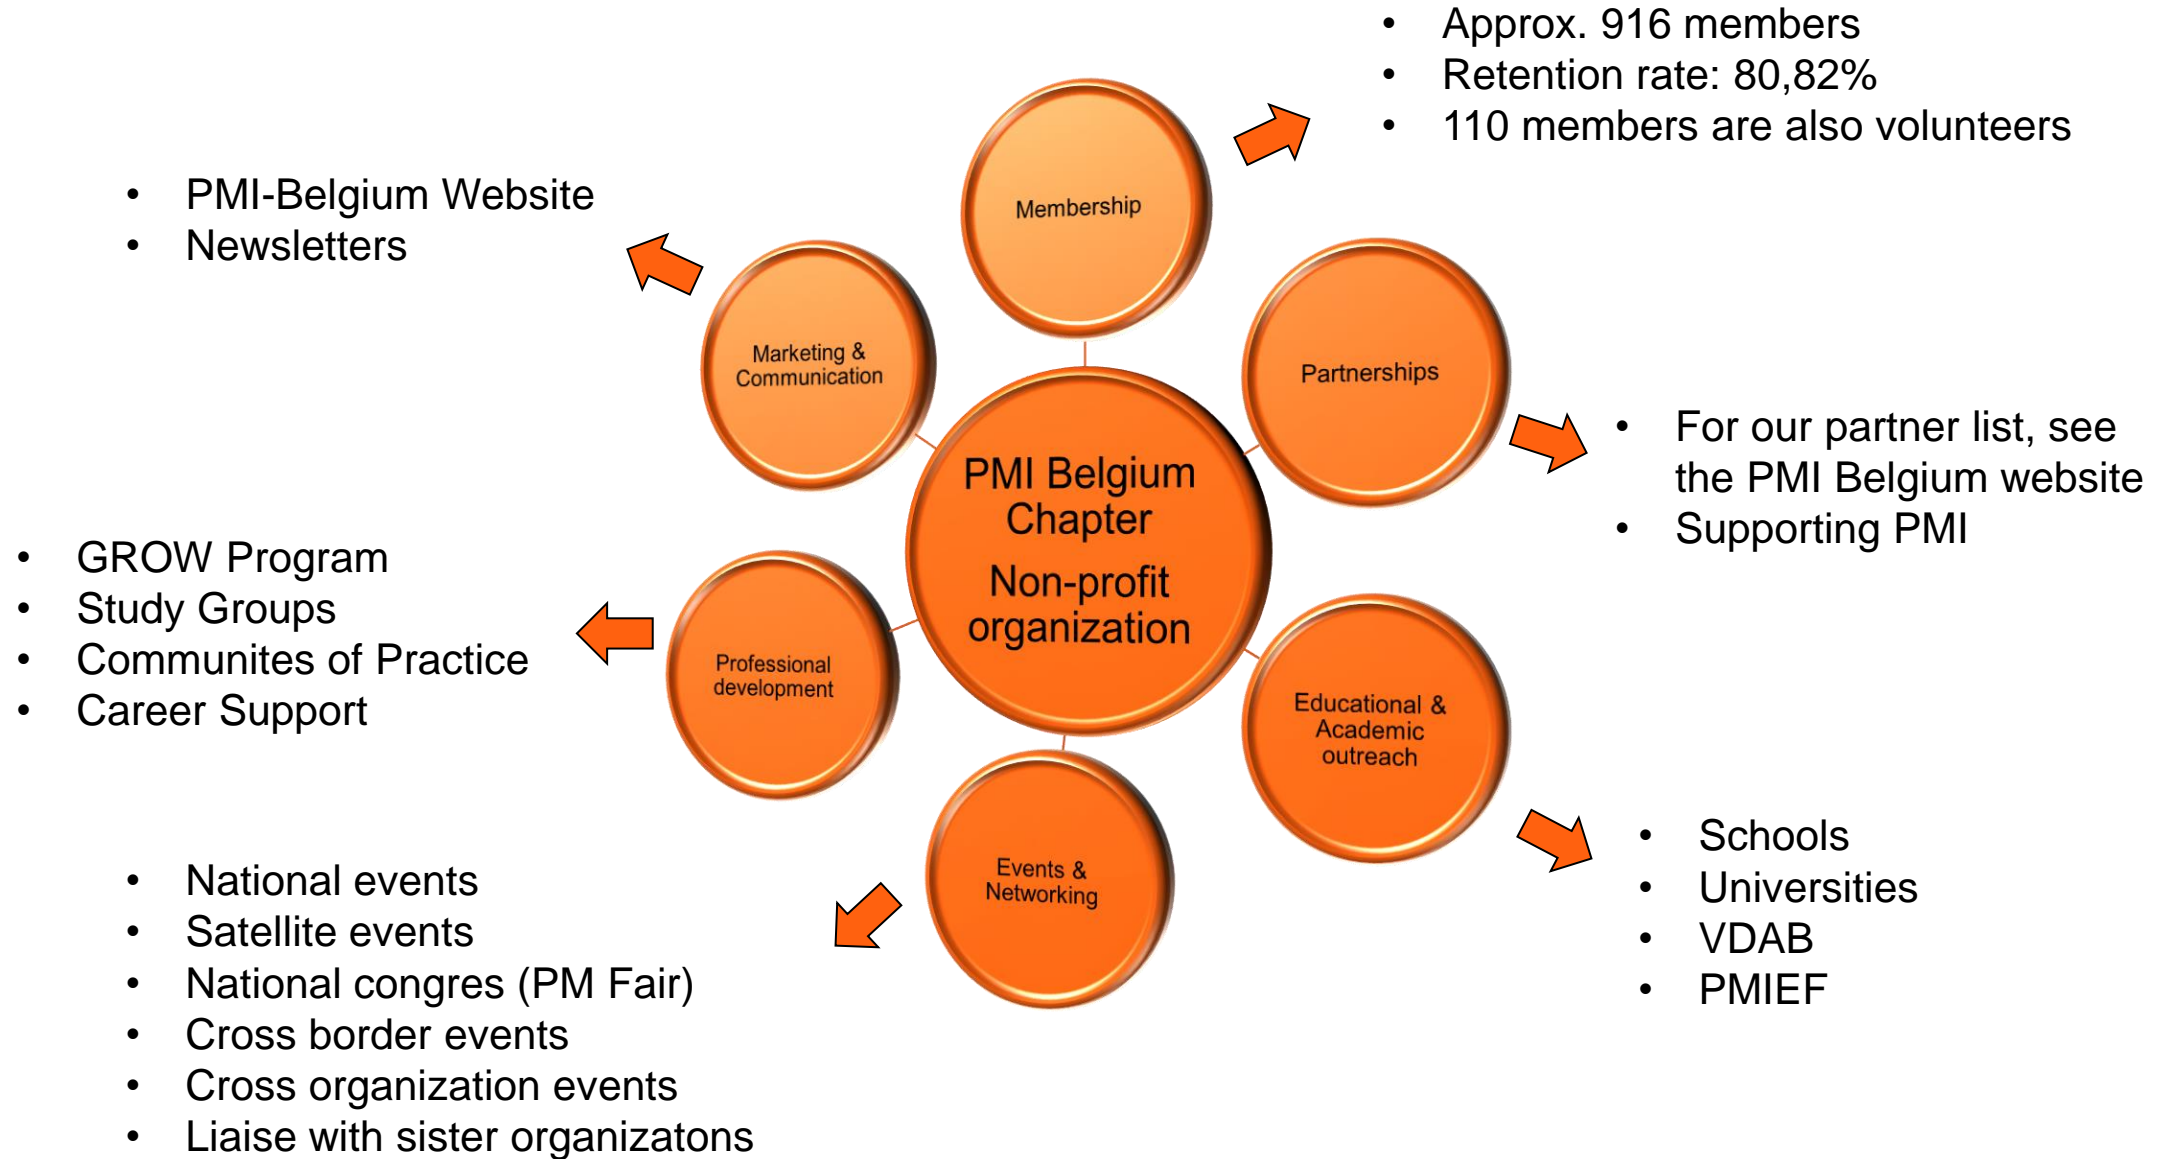 • Approx. 916 members
• Retention rate: 80,82%
• 110 members are also volunteers
Membership
• PMI-Belgium Website
• Newsletters
Marketing &
Communication
Partnerships
• For our partner list, see
the PMI Belgium website
• Supporting PMI
PMI Belgium
Chapter
Non-profit
organization
• GROW Program
• Study Groups
• Communites of Practice
• Career Support
Professional
development
Educational &
Academic
outreach
• Schools
• Universities
• VDAB
• PMIEF
Events &
Networking
• National events
• Satellite events
• National congres (PM Fair)
• Cross border events
• Cross organization events
• Liaise with sister organizatons